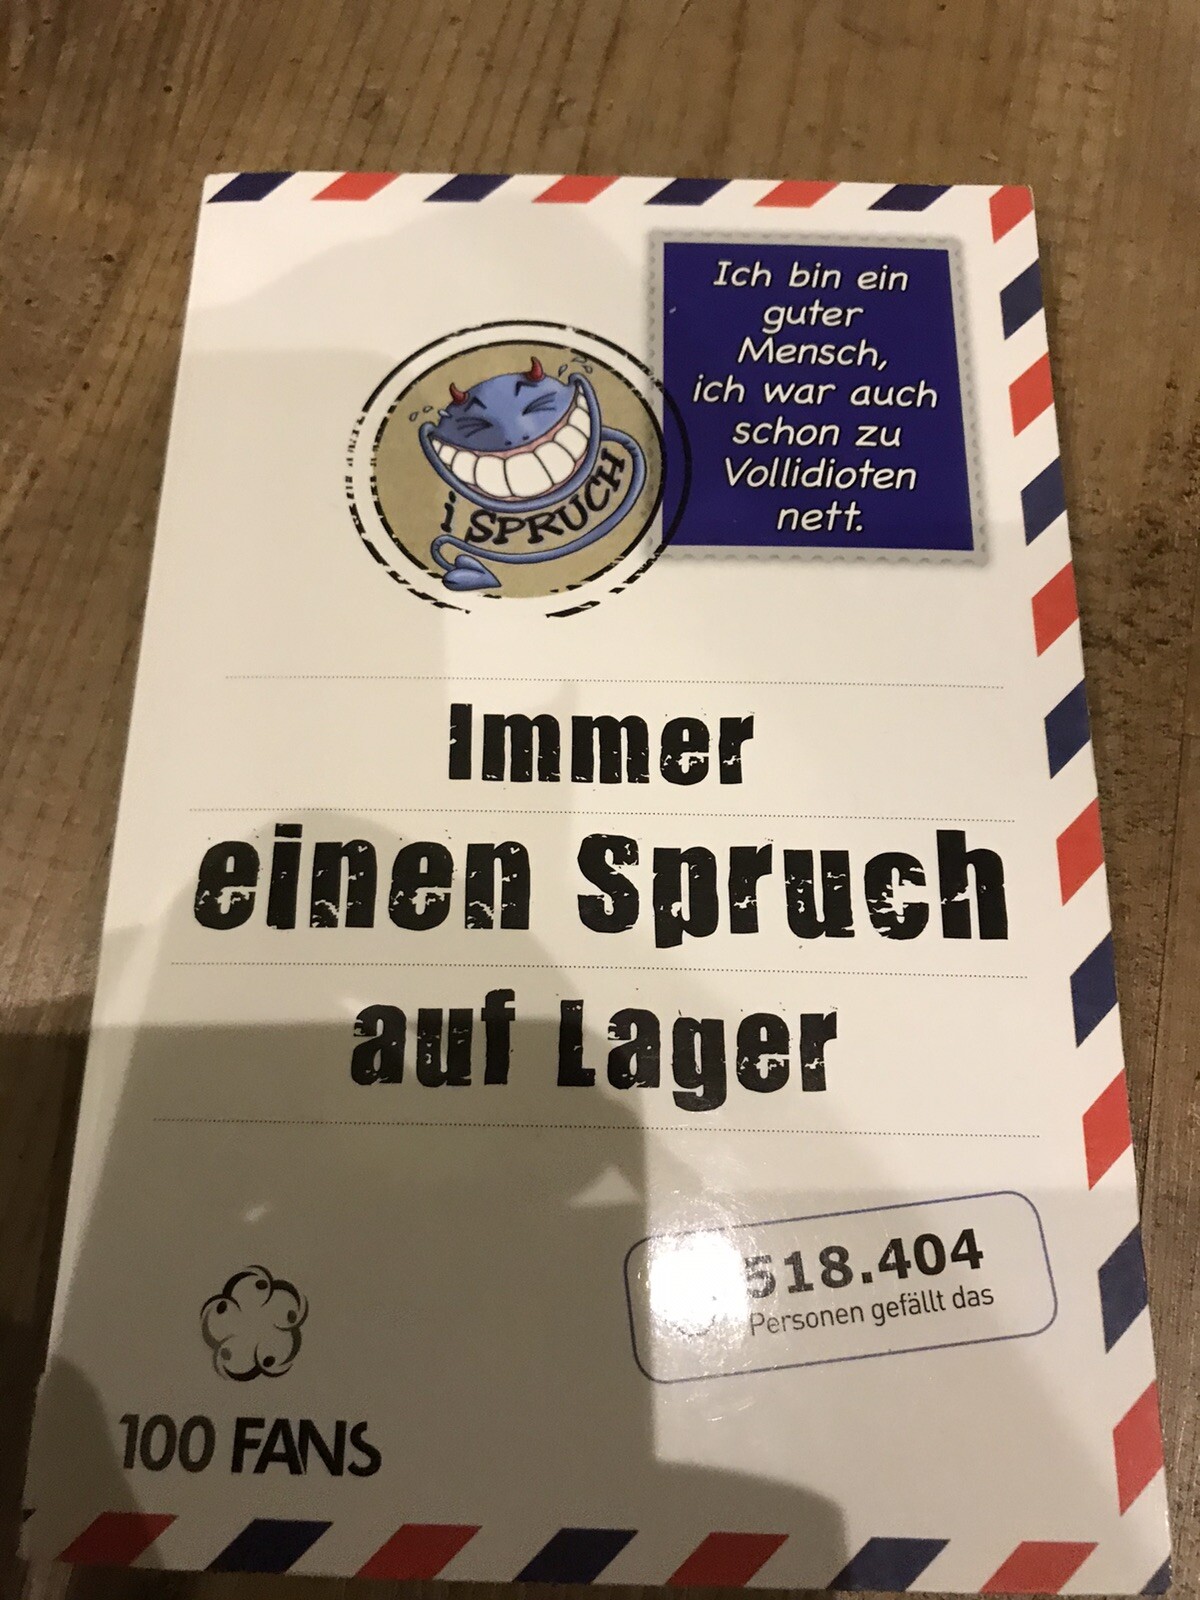 Ich bin ein
guter
Mensch,
ich war auch
schon zu
Vollidioten
nett.
i SPRUCH
Immer
einen Spruch
auf Lager
518.404
Personen gefällt das
100 FANS